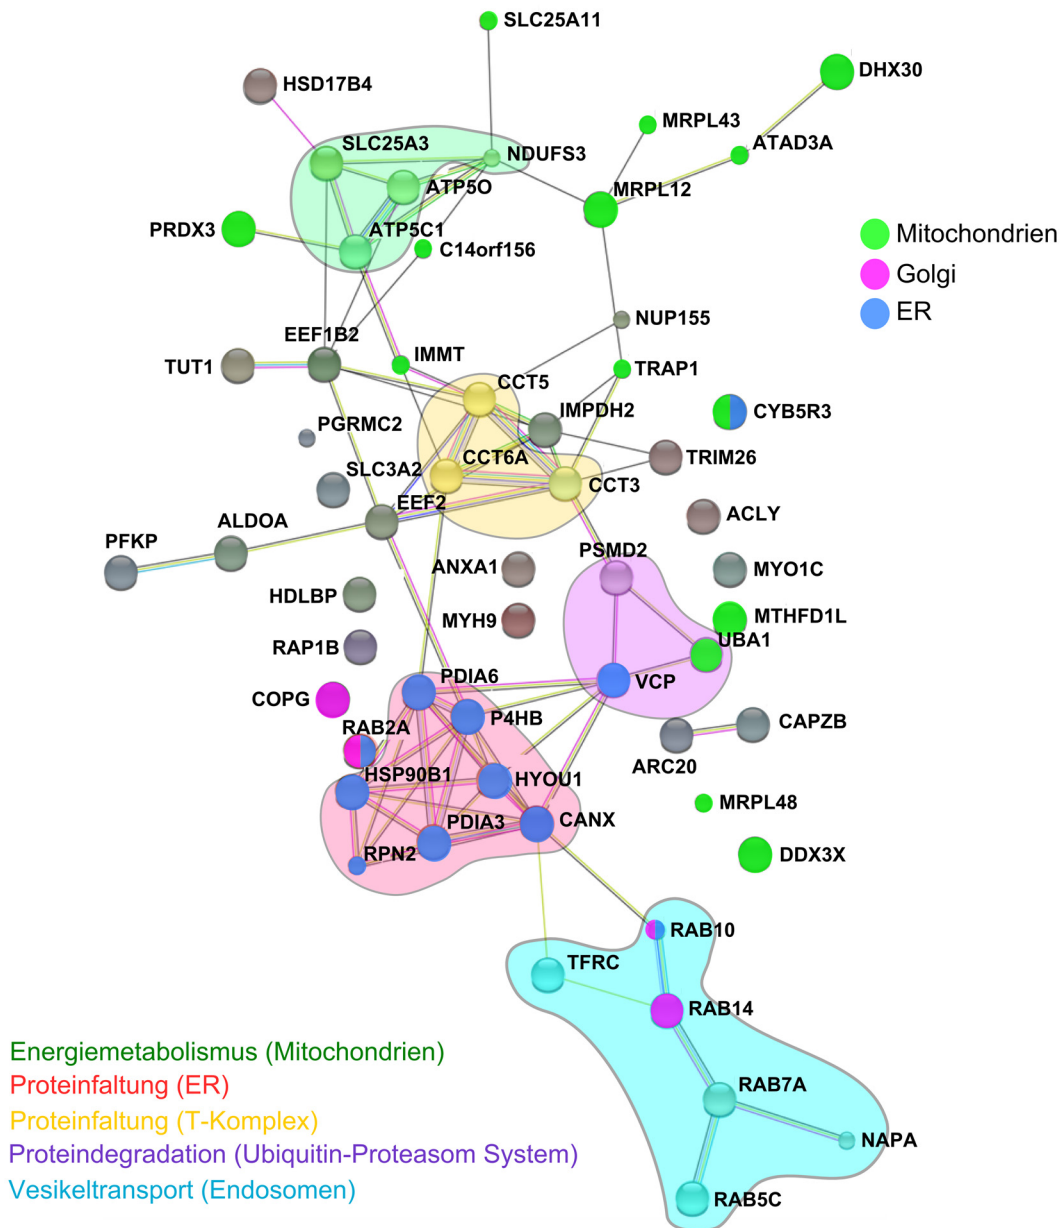 SLC25A11
DHX30
HSD17B4
MRPL43
ATAD3A
SLC25A3
NDUFS3
ATP5O
MRPL12
PRDX3
ATP5C1
C14orf156
Mitochondrien
Golgi
ER
NUP155
EEF1B2
IMMT
TRAP1
TUT1
CCT5
IMPDH2
CYB5R3
PGRMC2
CCT6A
TRIM26
SLC3A2
CCT3
EEF2
ACLY
ALDOA
PFKP
PSMD2
ANXA1
MYO1C
HDLBP
MYH9
MTHFD1L
UBA1
RAP1B
PDIA6
VCP
COPG
P4HB
CAPZB
RAB2A
ARC20
HSP90B1
HYOU1
MRPL48
PDIA3
CANX
RPN2
DDX3X
RAB10
TFRC
RAB14
Energiemetabolismus (Mitochondrien)
Proteinfaltung (ER)
Proteinfaltung (T-Komplex)
Proteindegradation (Ubiquitin-Proteasom System)
Vesikeltransport (Endosomen)
RAB7A
NAPA
RAB5C